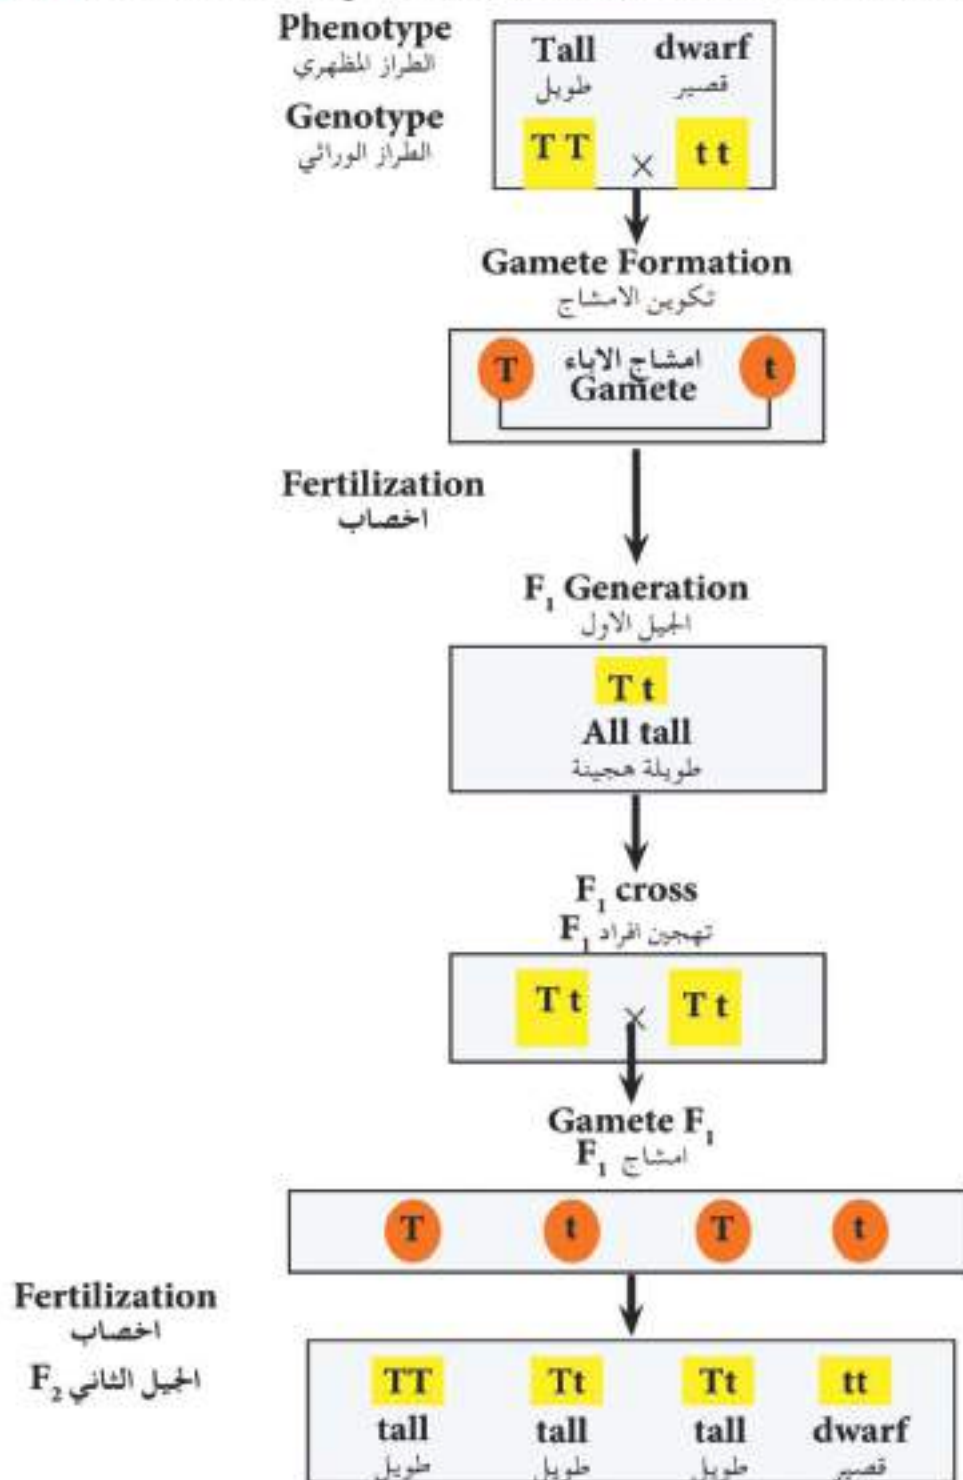 Phenotype
الطراز المظهري
Tall dwarf
طويل قصير
Genotype
الطراز الوراثي
T T × t t
Gamete Formation
تكوين الامشاج
T امشاج الاباء t
Gamete
Fertilization
اخصاب
F₁ Generation
الجيل الاول
T t
All tall
طويلة هجينة
F₁ cross
تهجين افراد F₁
T t × T t
Gamete F₁
امشاج F₁
T t T t
Fertilization
اخصاب
الجيل الثاني F₂
TT Tt Tt tt
tall tall tall dwarf
طويل طويل طويل قصير